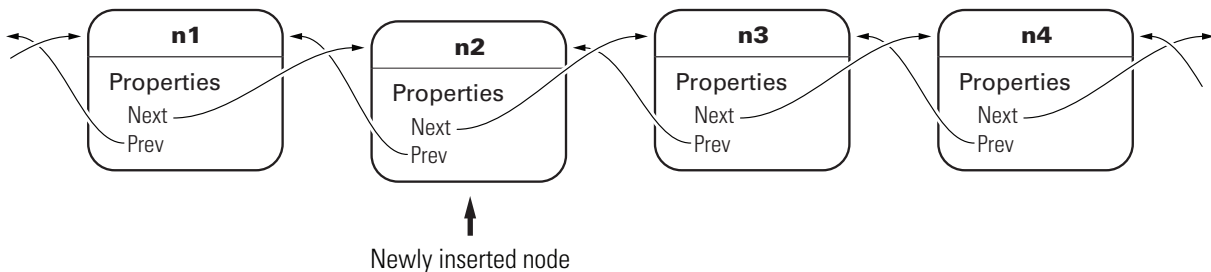 n1
Properties
Next
Prev
n2
Properties
Next
Prev
n3
Properties
Next
Prev
n4
Properties
Next
Prev
Newly inserted node